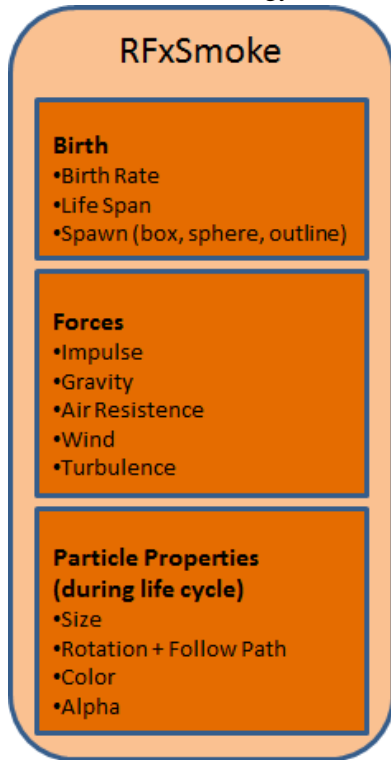 RFxSmoke
Birth
•Birth Rate
•Life Span
•Spawn (box, sphere, outline)
Forces
•Impulse
•Gravity
•Air Resistence
•Wind
•Turbulence
Particle Properties
(during life cycle)
•Size
•Rotation + Follow Path
•Color
•Alpha